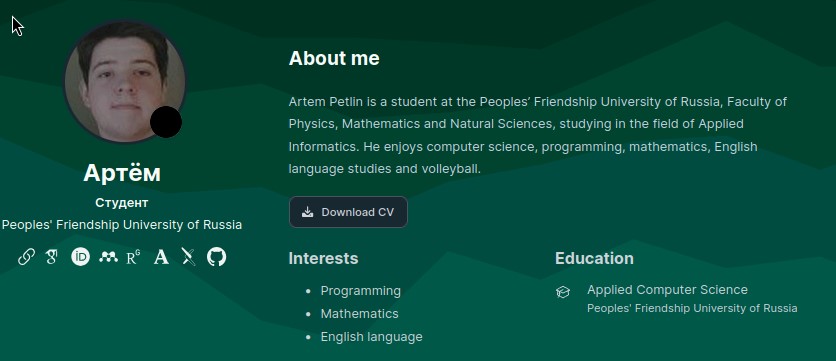 Артём
Студент
Peoples' Friendship University of Russia
iD
RG
A
X
About me
Artem Petlin is a student at the Peoples’ Friendship University of Russia, Faculty of
Physics, Mathematics and Natural Sciences, studying in the field of Applied
Informatics. He enjoys computer science, programming, mathematics, English
language studies and volleyball.
Download CV
Interests
Programming
Mathematics
English language
Education
Applied Computer Science
Peoples' Friendship University of Russia